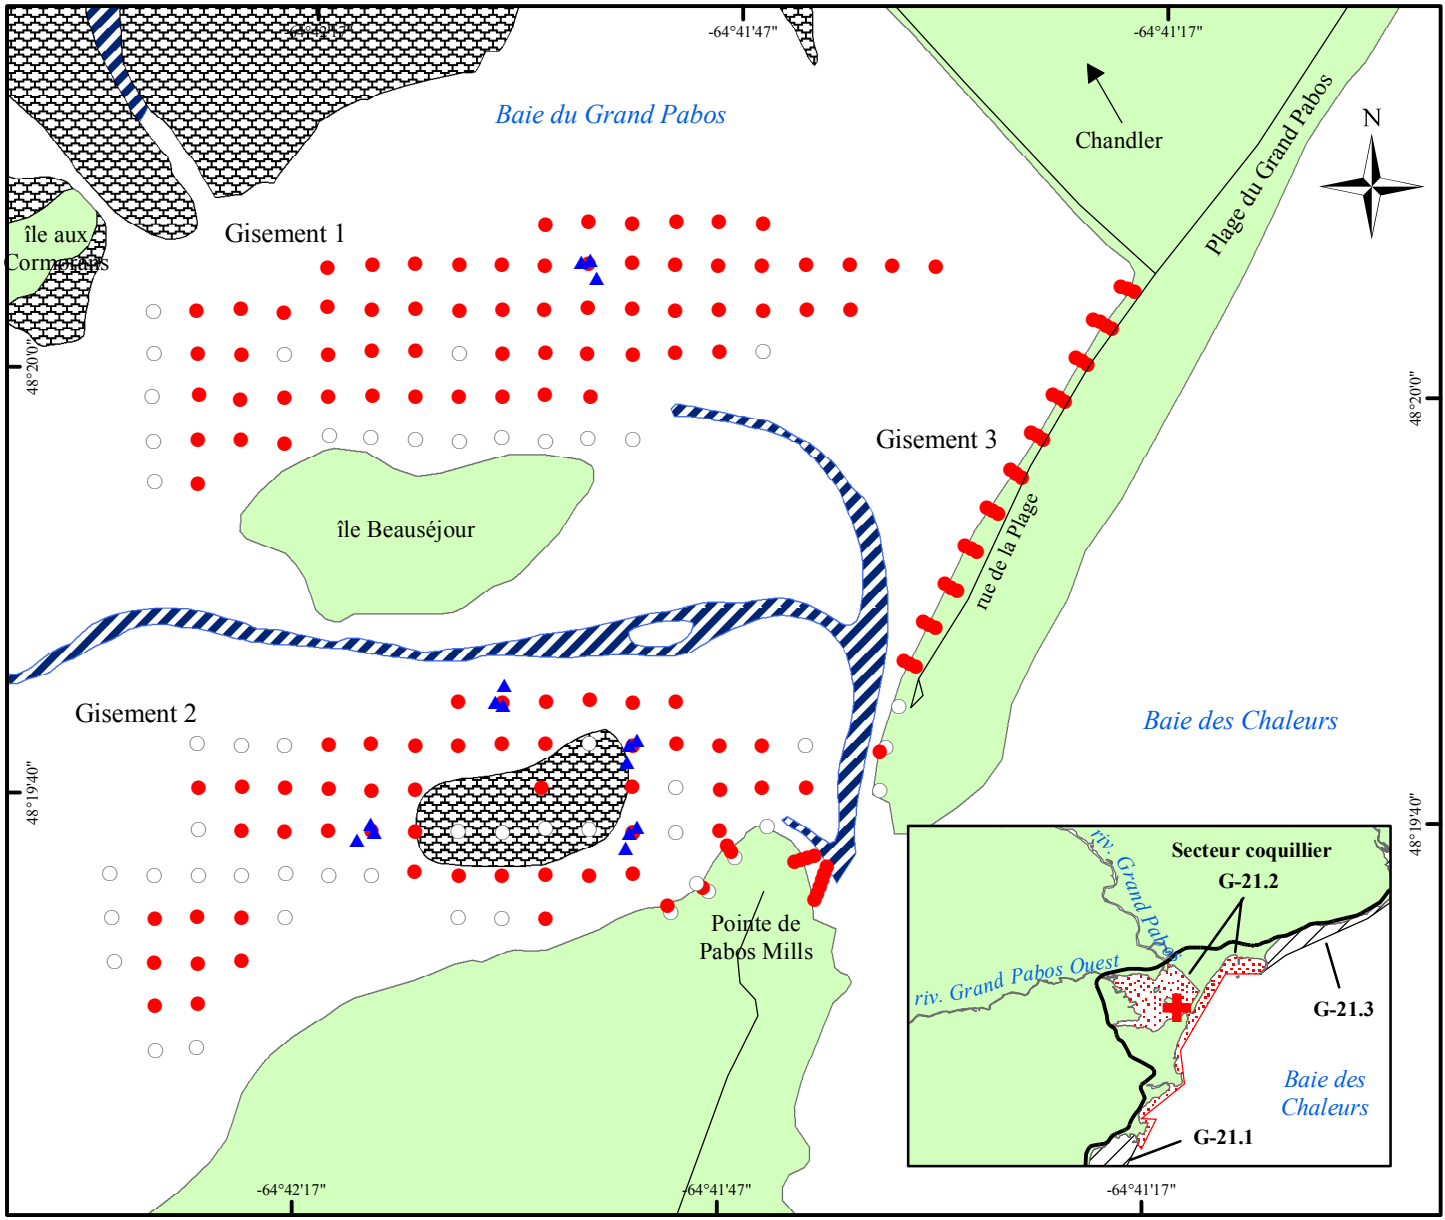 -64°42'17"
-64°41'47"
-64°41'17"
Baie du Grand Pabos
Chandler
N
Plage du Grand Pabos
île aux
Cormorans
Gisement 1
48°20'0"
48°20'0"
Gisement 3
île Beauséjour
rue de la Plage
Gisement 2
Baie des Chaleurs
48°19'40"
48°19'40"
Pointe de
Pabos Mills
riv. Grand Pabos
Secteur coquillier
G-21.2
riv. Grand Pabos Ouest
G-21.3
Baie des
Chaleurs
G-21.1
-64°42'17"
-64°41'47"
-64°41'17"